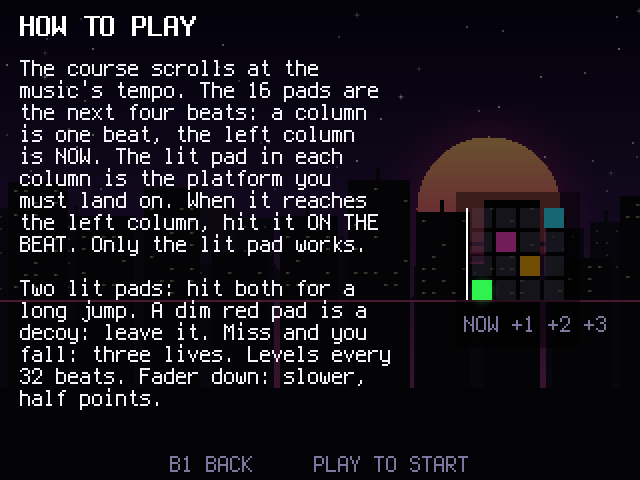 HOW TO PLAY
The course scrolls at the
music's tempo. The 16 pads are
the next four beats: a column
is one beat, the left column
is NOW. The lit pad in each
column is the platform you
must land on. When it reaches
the left column, hit it ON THE
BEAT. Only the lit pad works.
Two lit pads: hit both for a
long jump. A dim red pad is a
decoy: leave it. Miss and you
fall: three lives. Levels every
32 beats. Fader down: slower,
half points.
NOW +1 +2 +3
B1 BACK PLAY TO START